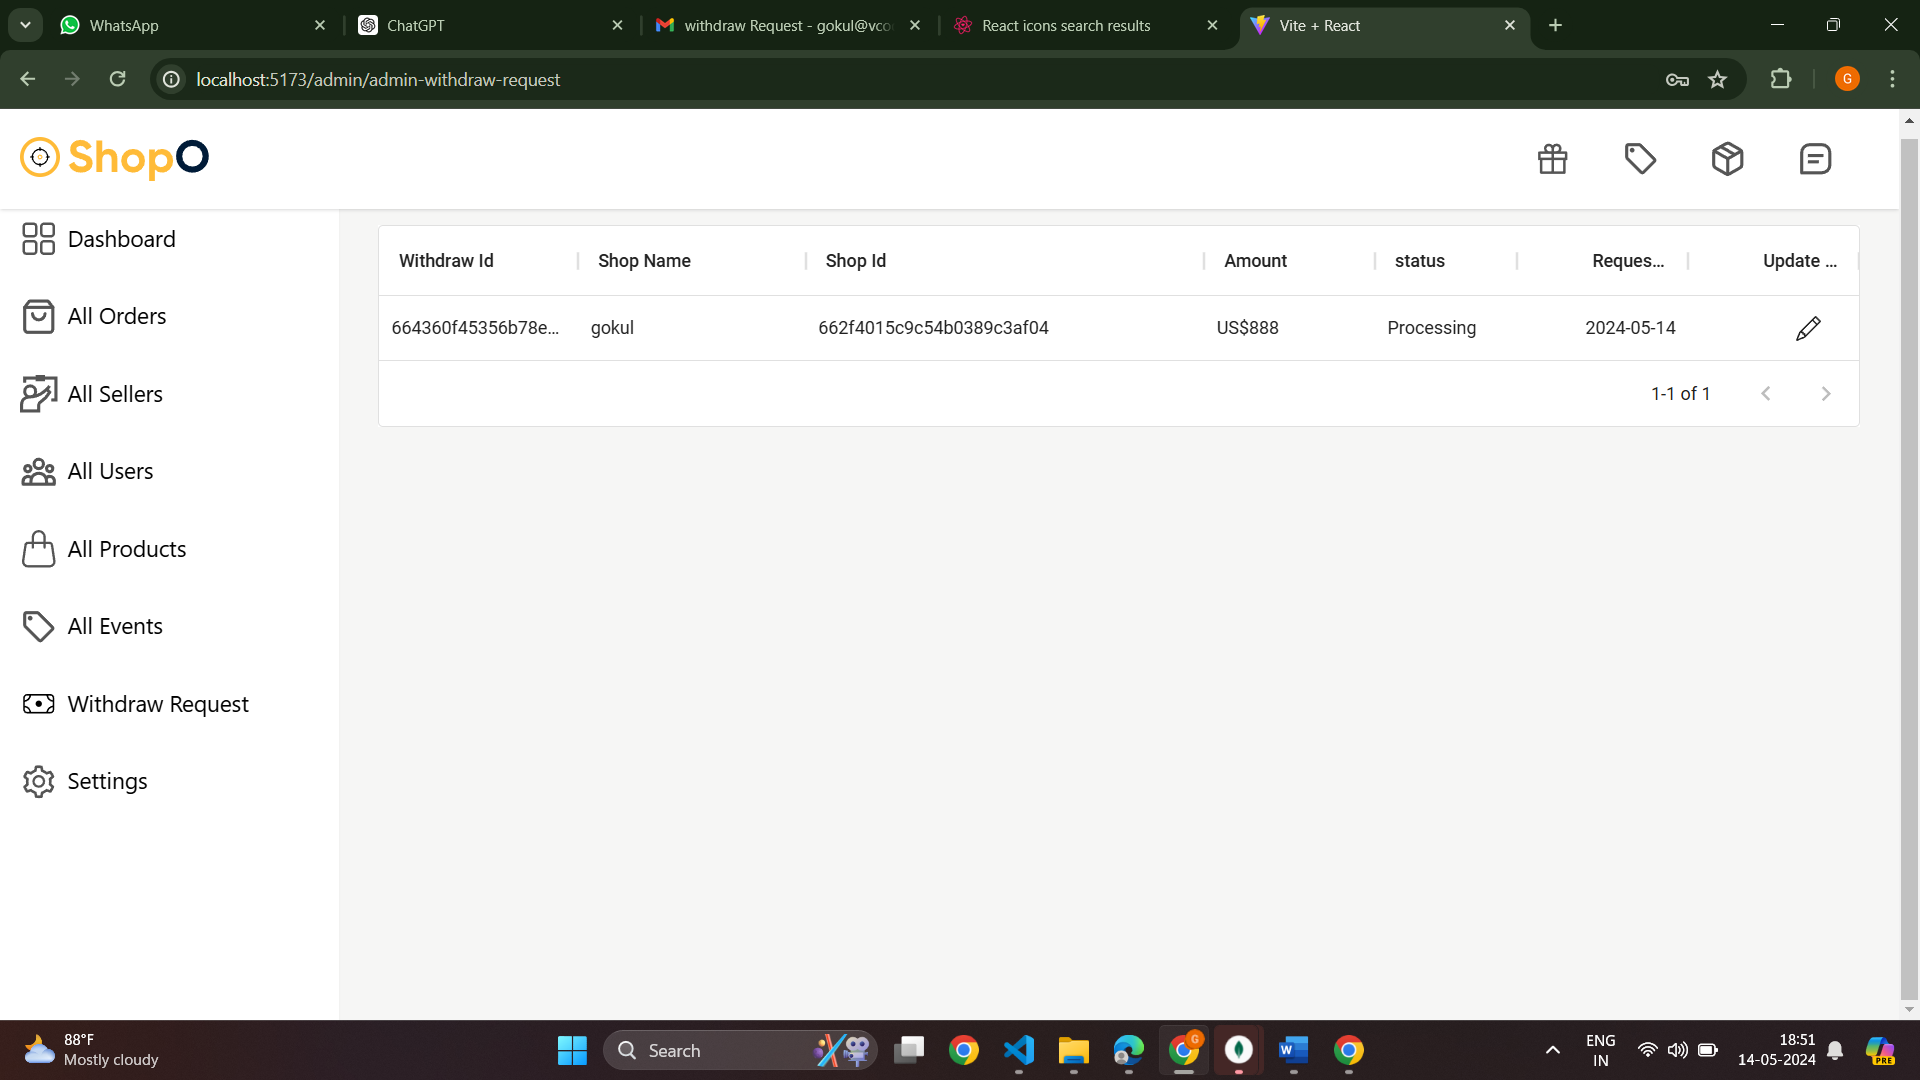 WhatsApp
ChatGPT
withdraw Request - gokul@vco
React icons search results
Vite + React
localhost:5173/admin/admin-withdraw-request
G
ShopO
Dashboard
All Orders
All Sellers
All Users
All Products
All Events
Withdraw Request
Settings
Withdraw Id Shop Name Shop Id Amount status Reques... Update ...
664360f45356b78e... gokul 662f4015c9c54b0389c3af04 US$888 Processing 2024-05-14
1-1 of 1
88°F
Mostly cloudy
Search
G
W
ENG
IN
18:51
14-05-2024
PRE